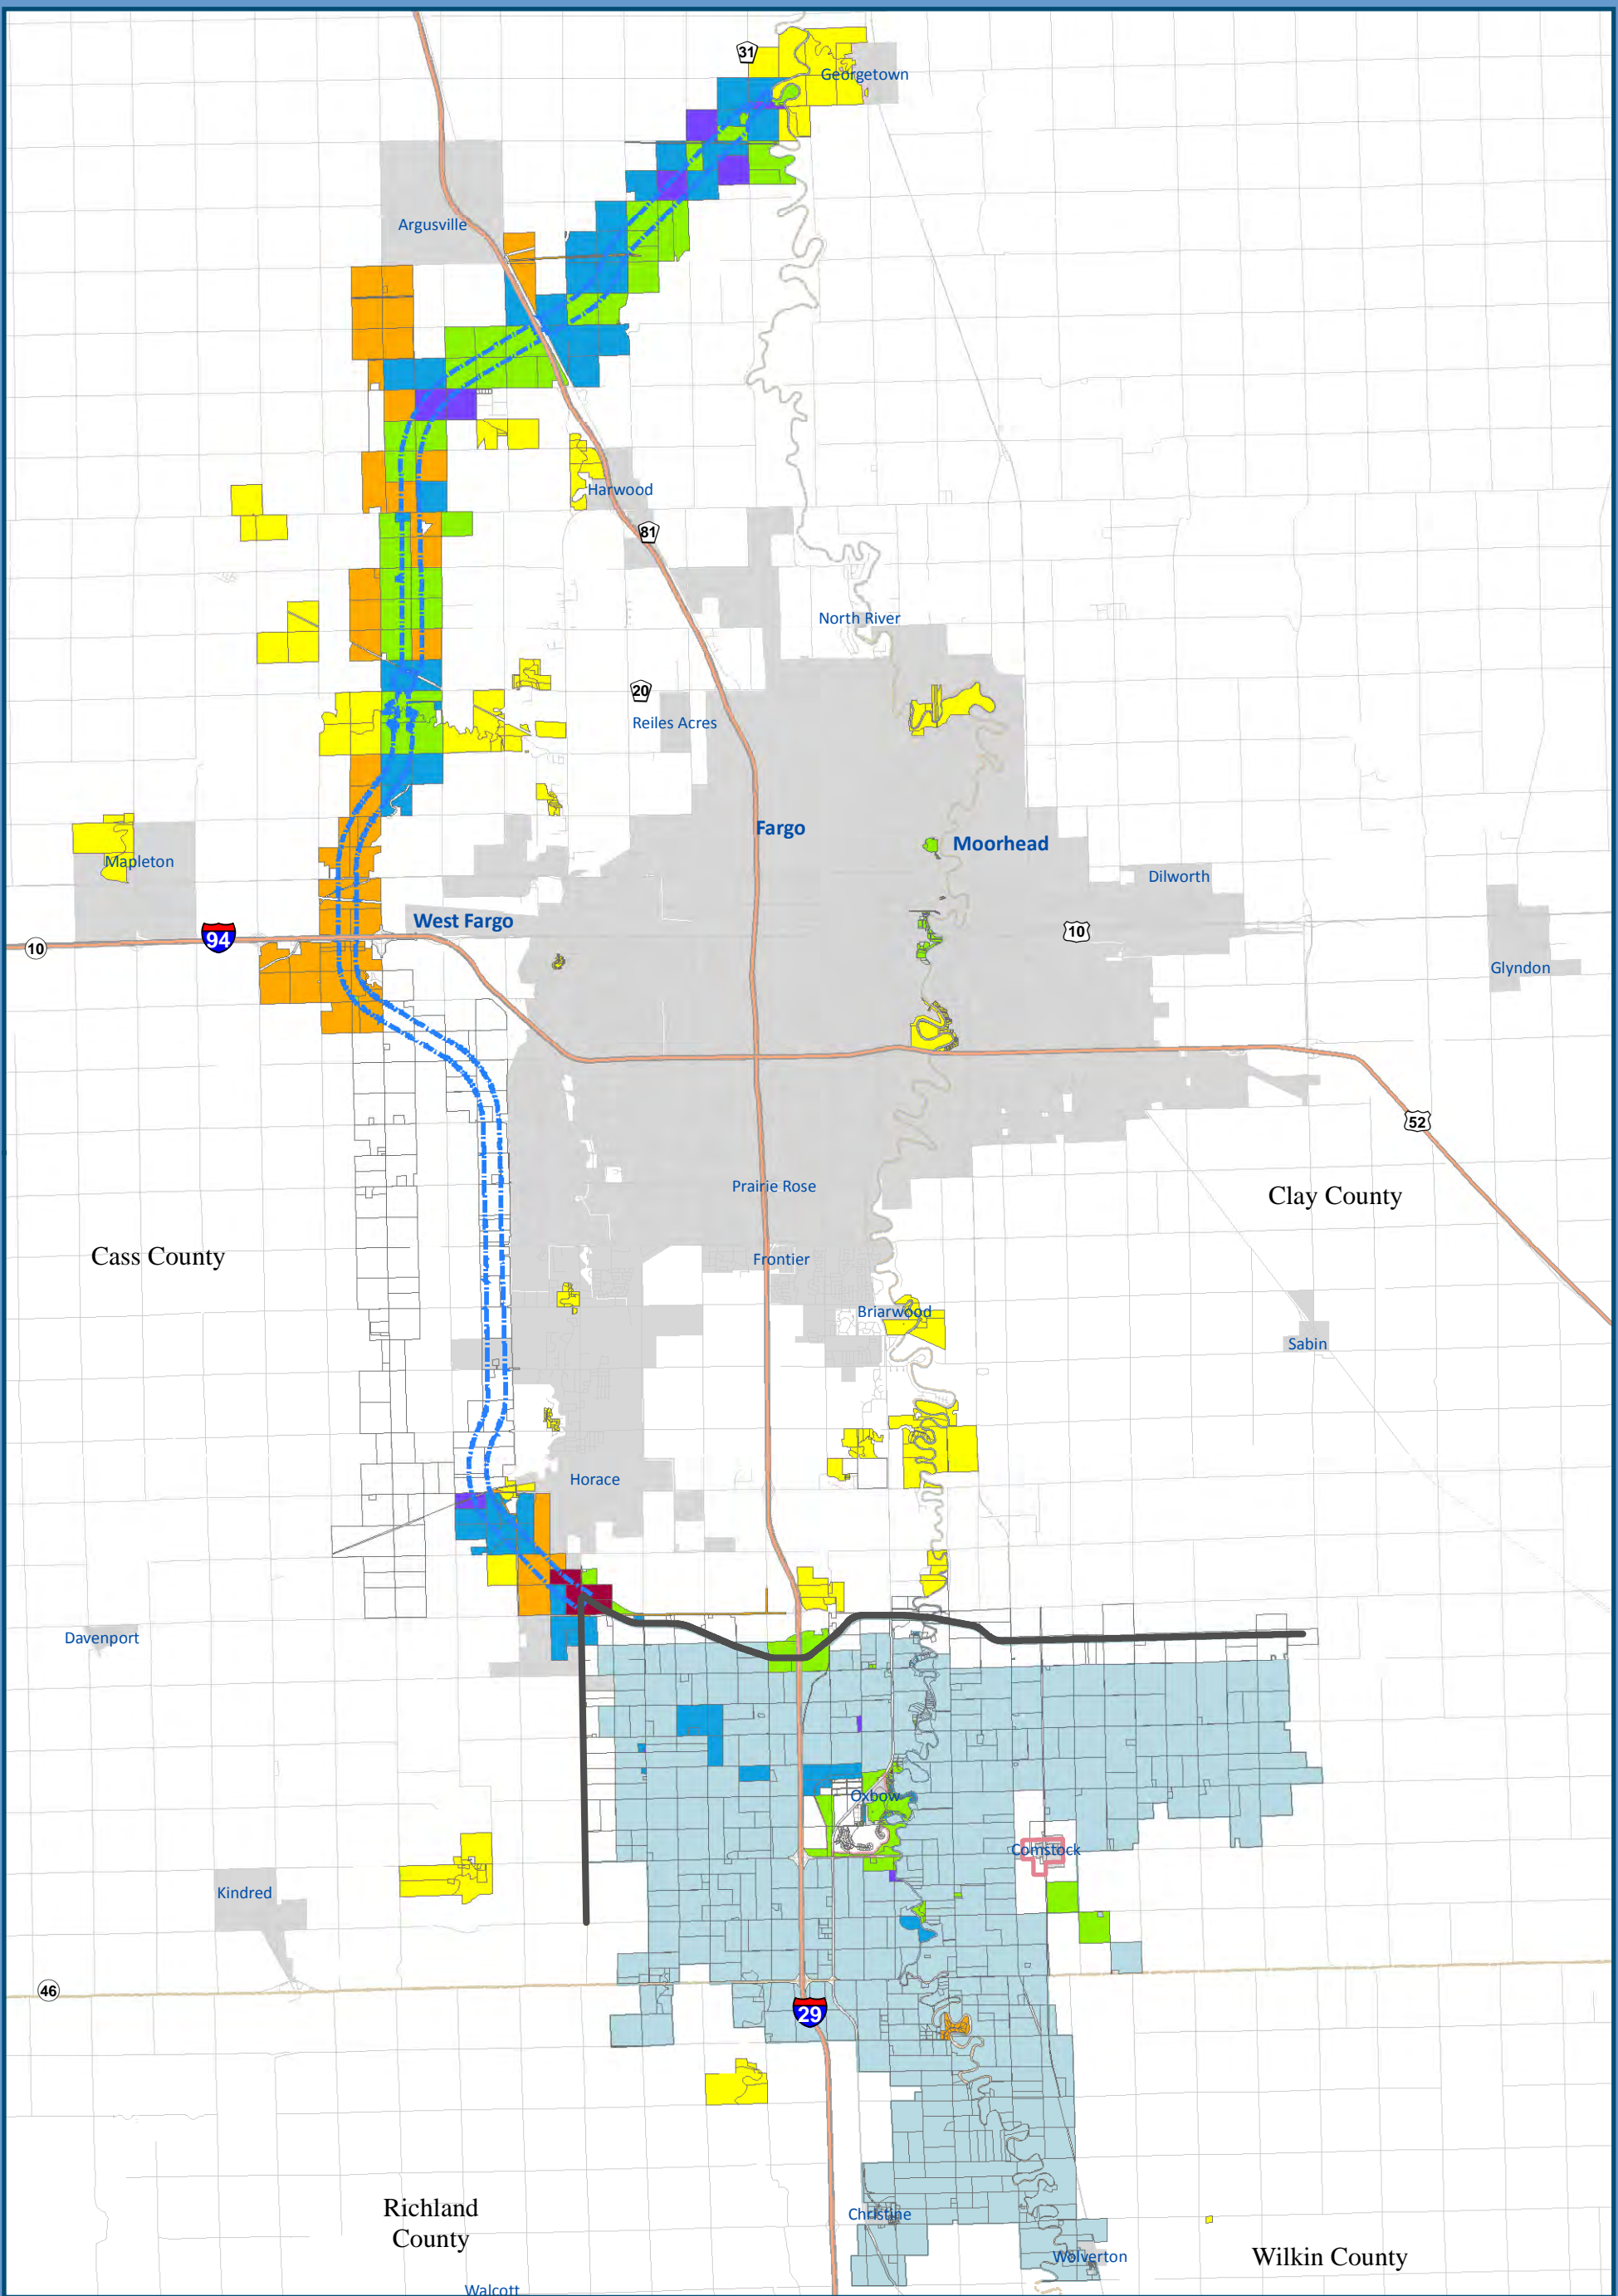 31
Georgetown
Argusville
Harwood
81
North River
20
Reiles Acres
Fargo
Moorhead
Mapleton
Dilworth
West Fargo
94
10
10
Glyndon
52
Prairie Rose
Clay County
Cass County
Frontier
Briarwood
Sabin
Horace
Davenport
Oxbow
Comstock
Kindred
46
29
Richland
County
Christine
Wolverton
Wilkin County
Walcott